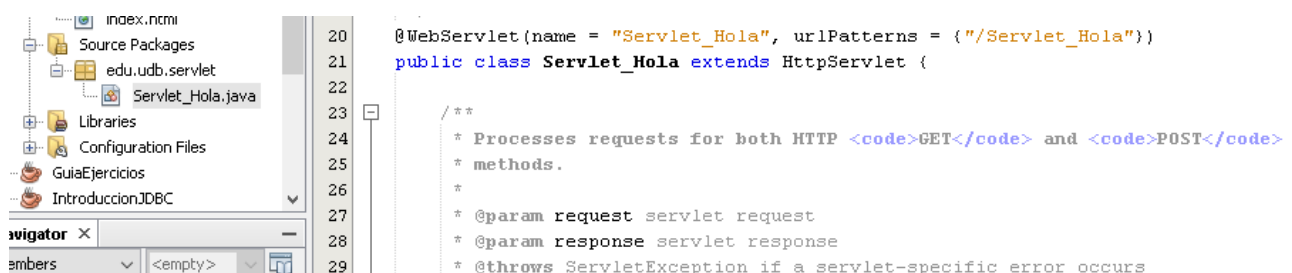 index.html
Source Packages
edu.udb.servlet
Servlet_Hola.java
Libraries
Configuration Files
GuiaEjercicios
IntroduccionJDBC
avigator ×
embers
<empty>
20 @WebServlet(name = "Servlet_Hola", urlPatterns = {"/Servlet_Hola"})
21 public class Servlet_Hola extends HttpServlet {
22
23 /**
24 * Processes requests for both HTTP <code>GET</code> and <code>POST</code>
25 * methods.
26 *
27 * @param request servlet request
28 * @param response servlet response
29 * @throws ServletException if a servlet-specific error occurs